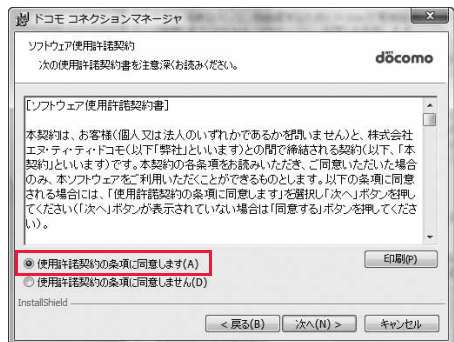 ドコモ コネクションマネージャ
ソフトウェア使用許諾契約
次の使用許諾契約書を注意深くお読みください。
döcomo
[ソフトウェア使用許諾契約書]
本契約は、お客様(個人又は法人のいずれかであるかを問いません)と、株式会社
エヌ・ティ・ティ・ドコモ(以下「弊社」といいます)との間で締結される契約(以下、「本
契約」といいます)です。本契約の各条項をお読みいただき、ご同意いただいた場合
のみ、本ソフトウェアをご利用いただくことができるものとします。以下の条項に同意
される場合には、「使用許諾契約の条項に同意します」を選択し「次へ」ボタンを押し
てください(「次へ」ボタンが表示されていない場合は「同意する」ボタンを押してくださ
い)。
使用許諾契約の条項に同意します(A)
印刷(P)
使用許諾契約の条項に同意しません(D)
InstallShield
< 戻る(B)
次へ(N) >
キャンセル